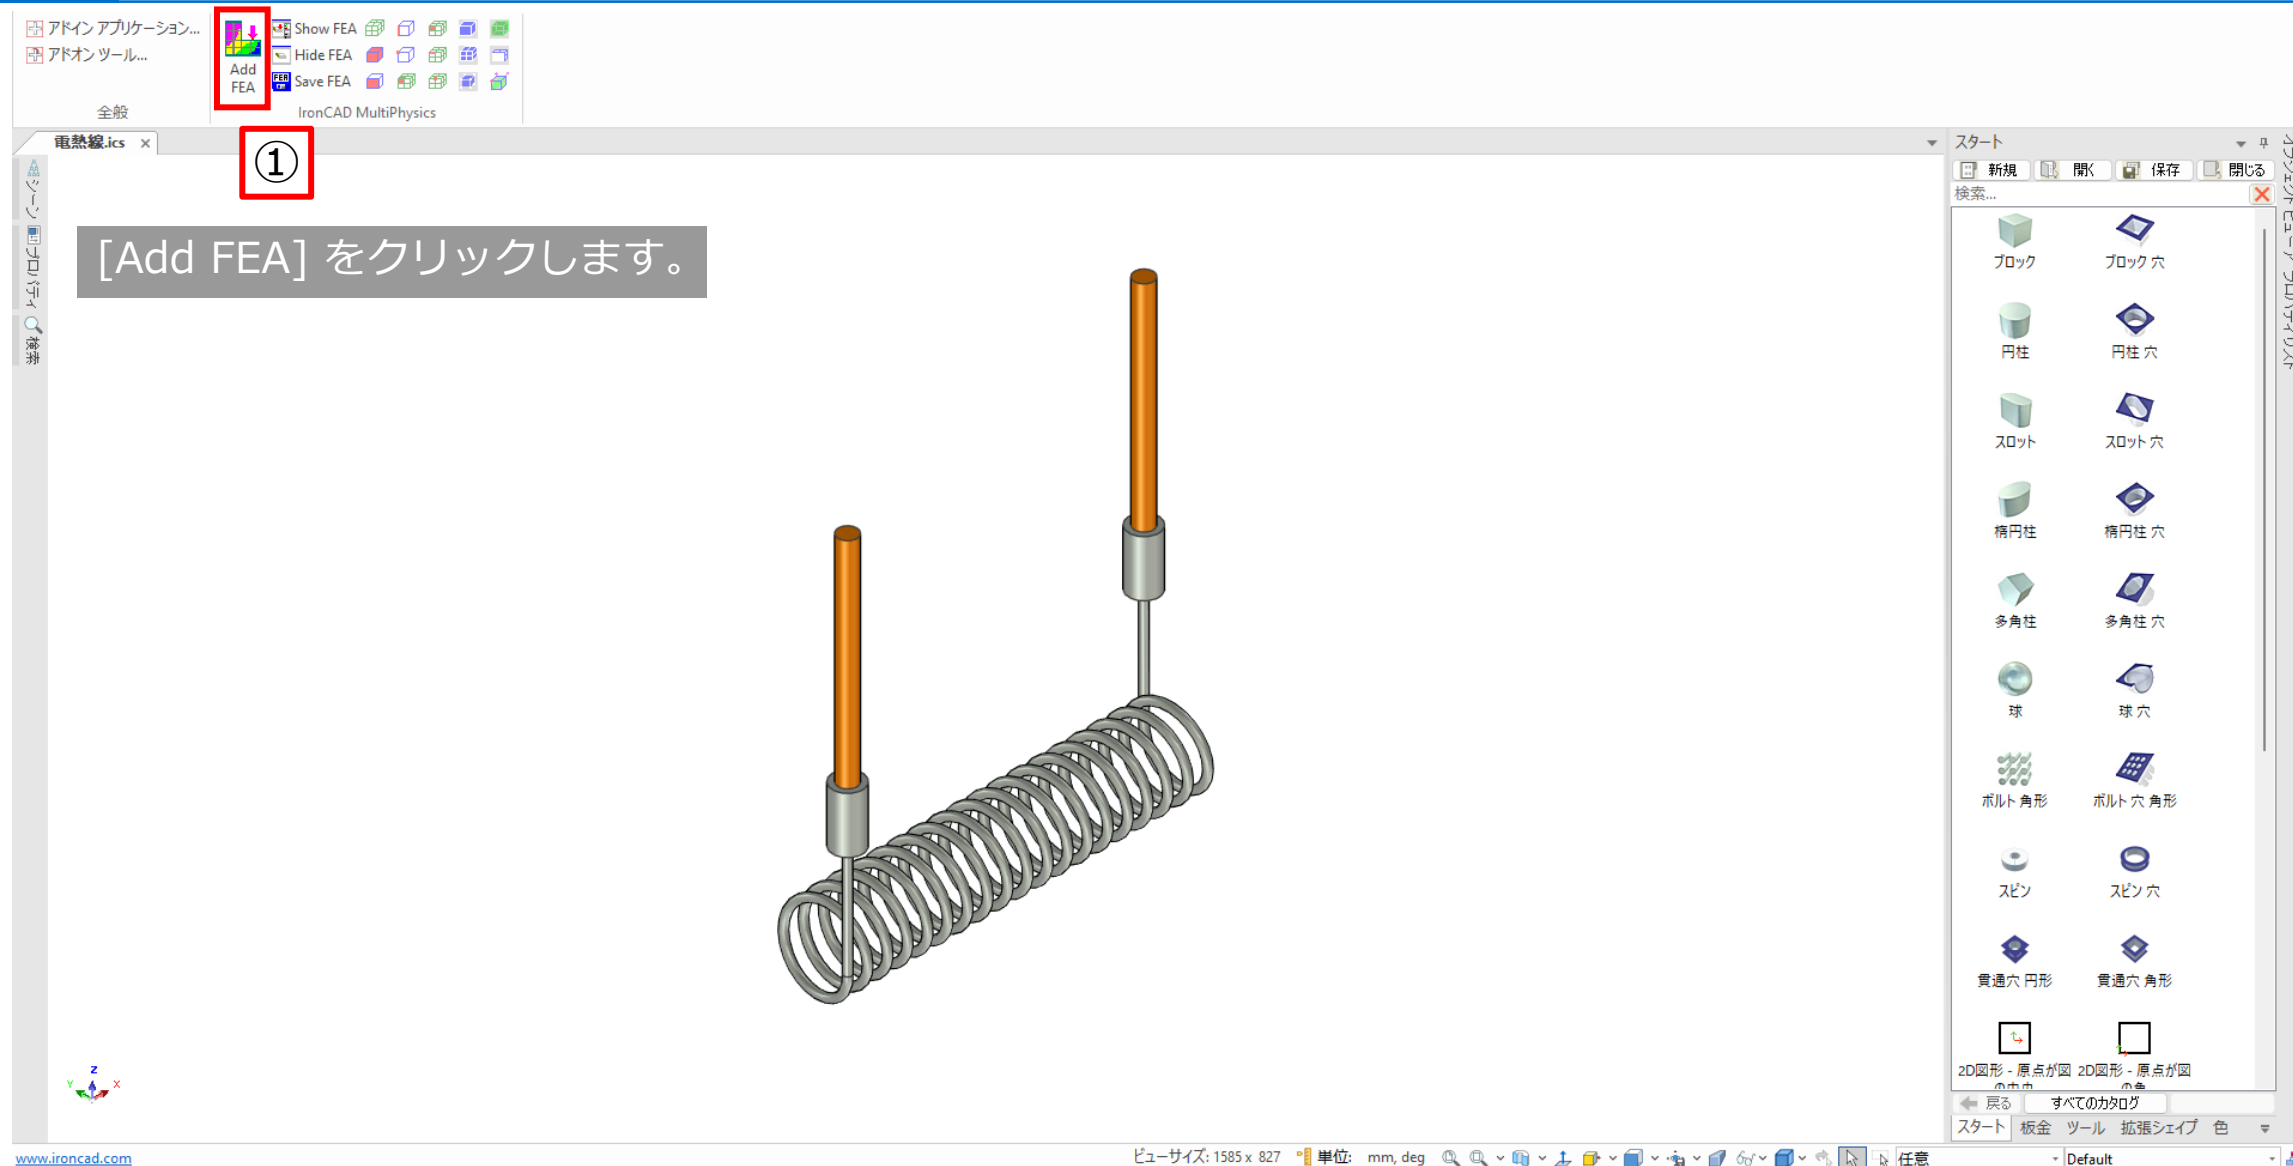 アドイン アプリケーション...
アドオン ツール...
全般
Add
FEA
Show FEA
Hide FEA
Save FEA
IronCAD MultiPhysics
電熱線.ics
①
[Add FEA] をクリックします。
シーン
プロパティ
検索
Z
Y
X
スタート
新規
開く
保存
閉じる
検索...
ブロック
ブロック 穴
円柱
円柱 穴
スロット
スロット 穴
楕円柱
楕円柱 穴
多角柱
多角柱 穴
球
球 穴
ボルト 角形
ボルト 穴 角形
スピン
スピン 穴
貫通穴 円形
貫通穴 角形
2D図形 - 原点が図
2D図形 - 原点が図
戻る
すべてのカタログ
スタート
板金
ツール
拡張シェイプ
色
www.ironcad.com
ビューサイズ: 1585 x 827
単位: mm, deg
任意
Default